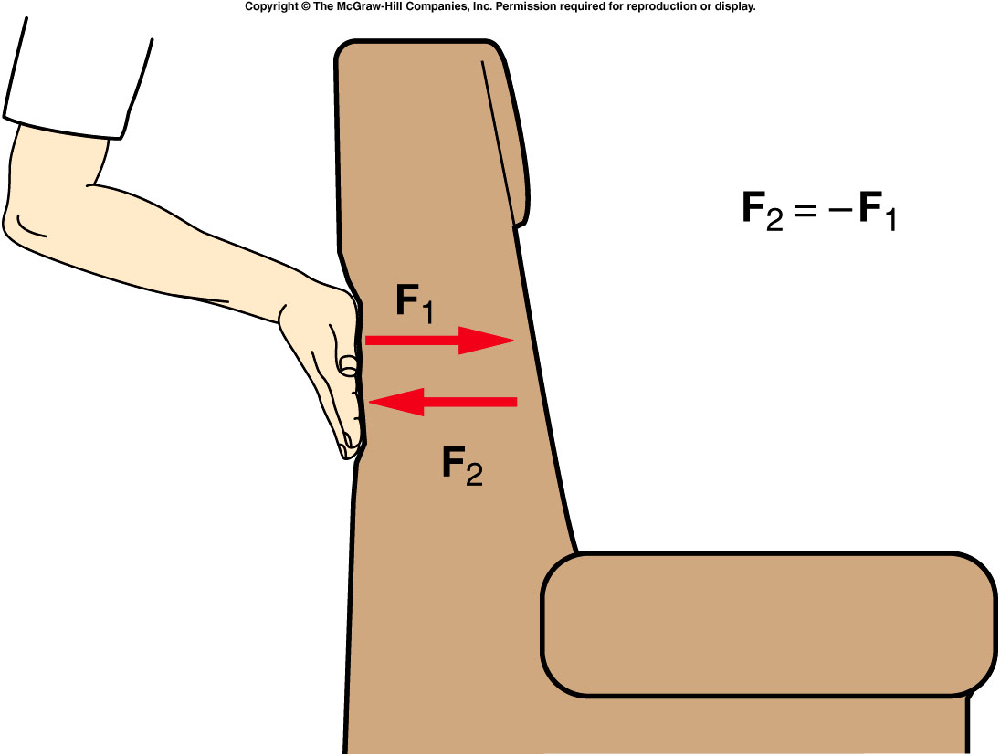 Copyright © The McGraw-Hill Companies, Inc. Permission required for reproduction or display.
F₂ = −F₁
F₁
F₂